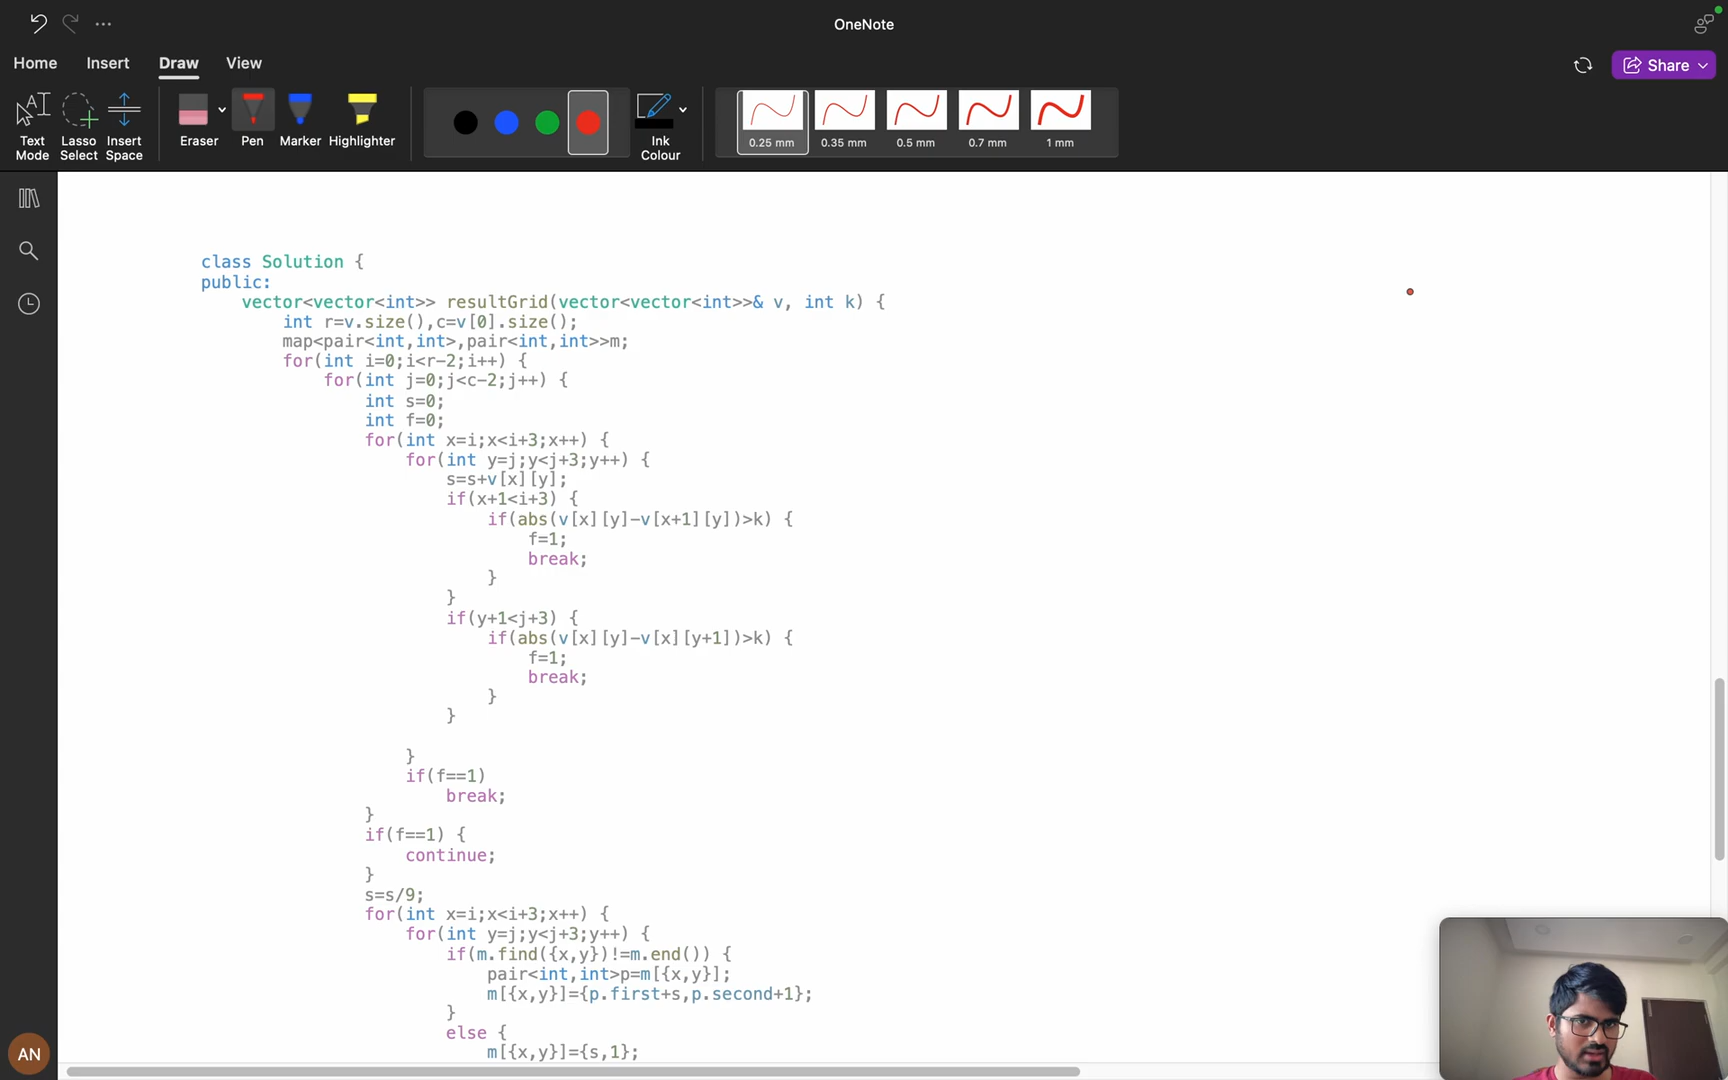 OneNote
Home Insert Draw View
Share
Text Mode
Lasso Select
Insert Space
Eraser
Pen
Marker
Highlighter
Ink Colour
0.25 mm
0.35 mm
0.5 mm
0.7 mm
1 mm
class Solution {
public:
    vector<vector<int>> resultGrid(vector<vector<int>>& v, int k) {
        int r=v.size(),c=v[0].size();
        map<pair<int,int>,pair<int,int>>m;
        for(int i=0;i<r-2;i++) {
            for(int j=0;j<c-2;j++) {
                int s=0;
                int f=0;
                for(int x=i;x<i+3;x++) {
                    for(int y=j;y<j+3;y++) {
                        s=s+v[x][y];
                        if(x+1<i+3) {
                            if(abs(v[x][y]-v[x+1][y])>k) {
                                f=1;
                                break;
                            }
                        }
                        if(y+1<j+3) {
                            if(abs(v[x][y]-v[x][y+1])>k) {
                                f=1;
                                break;
                            }
                        }
                    }
                    if(f==1)
                        break;
                }
                if(f==1) {
                    continue;
                }
                s=s/9;
                for(int x=i;x<i+3;x++) {
                    for(int y=j;y<j+3;y++) {
                        if(m.find({x,y})!=m.end()) {
                            pair<int,int>p=m[{x,y}];
                            m[{x,y}]={p.first+s,p.second+1};
                        }
                        else {
                            m[{x,y}]={s,1};
AN